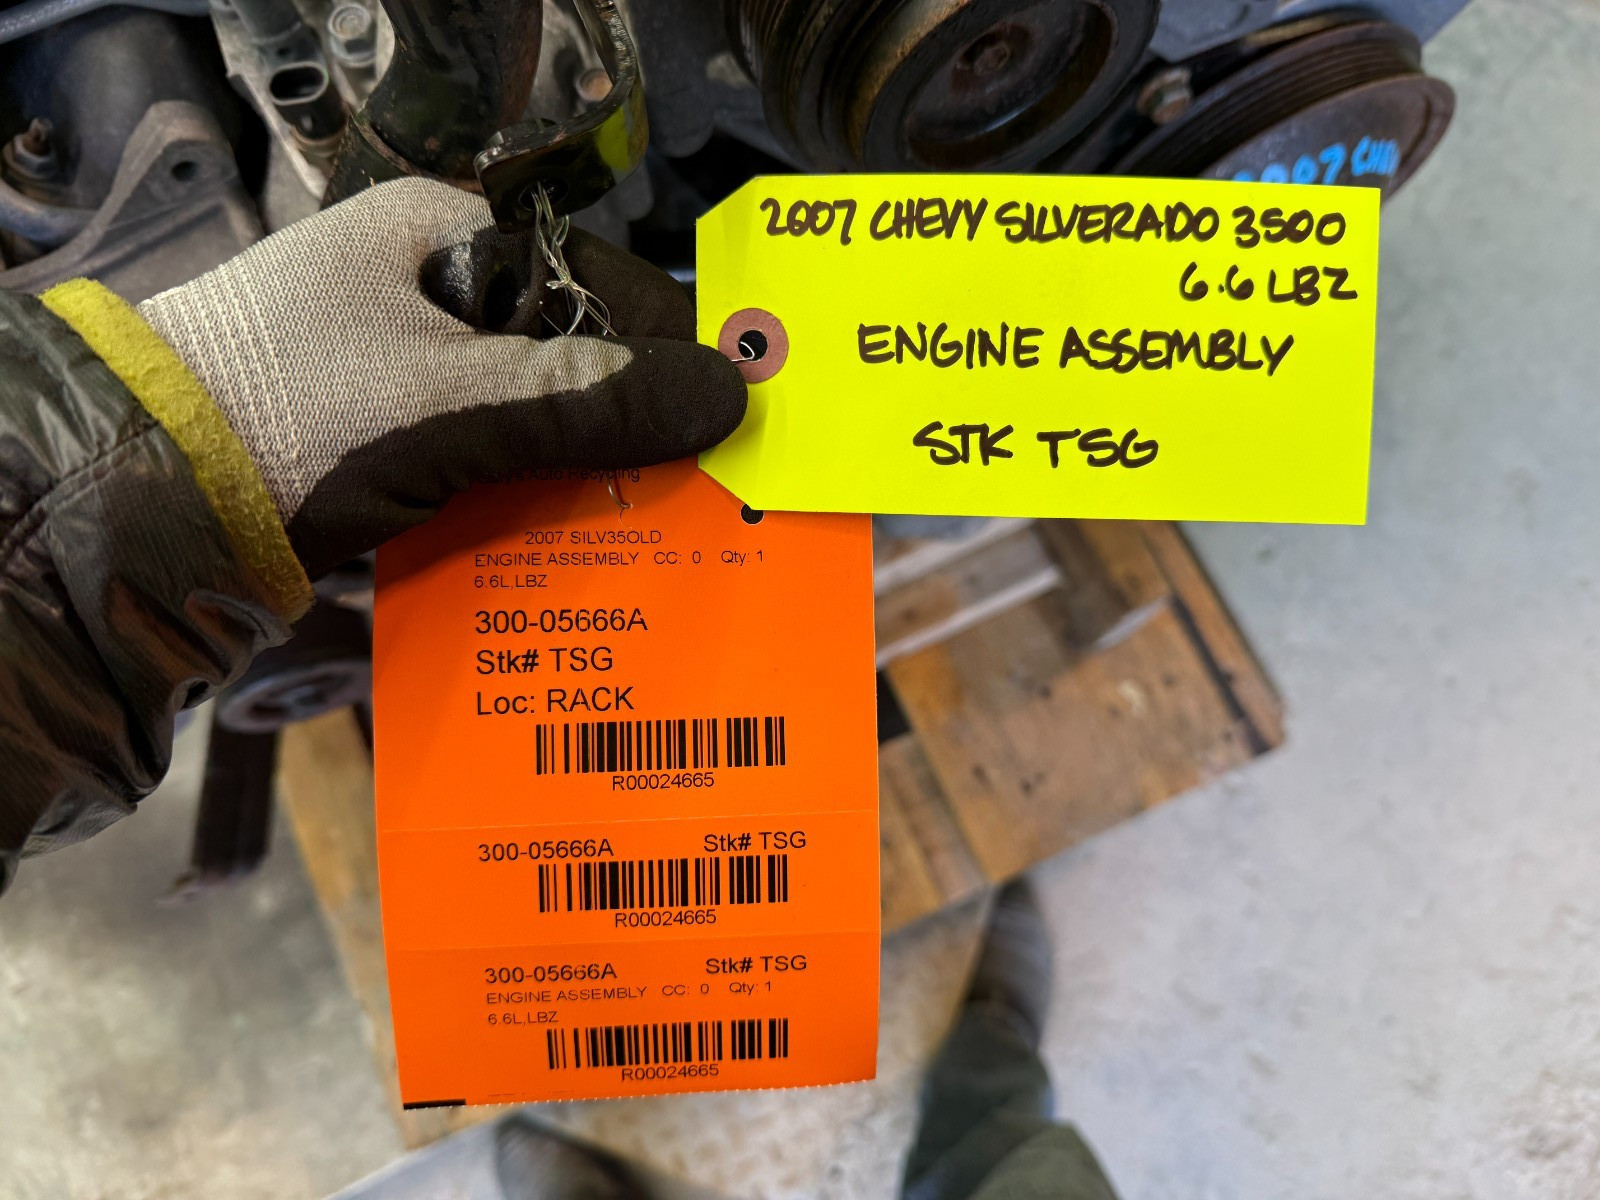 2007 CHEVY SILVERADO 3500
6.6 LBZ
ENGINE ASSEMBLY
STK TSG
Auto Recycling
2007 SILV35OLD
ENGINE ASSEMBLY CC: 0 Qty: 1
6.6L,LBZ
300-05666A
Stk# TSG
Loc: RACK
R00024665
300-05666A Stk# TSG
R00024665
300-05666A Stk# TSG
ENGINE ASSEMBLY CC: 0 Qty: 1
6.6L,LBZ
R00024665